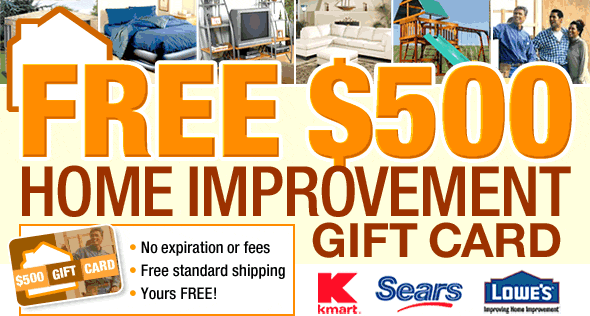 FREE $500
HOME IMPROVEMENT
GIFT CARD
$500 GIFT CARD
• No expiration or fees
• Free standard shipping
• Yours FREE!
K
kmart.
Sears
LOWE'S
Improving Home Improvement